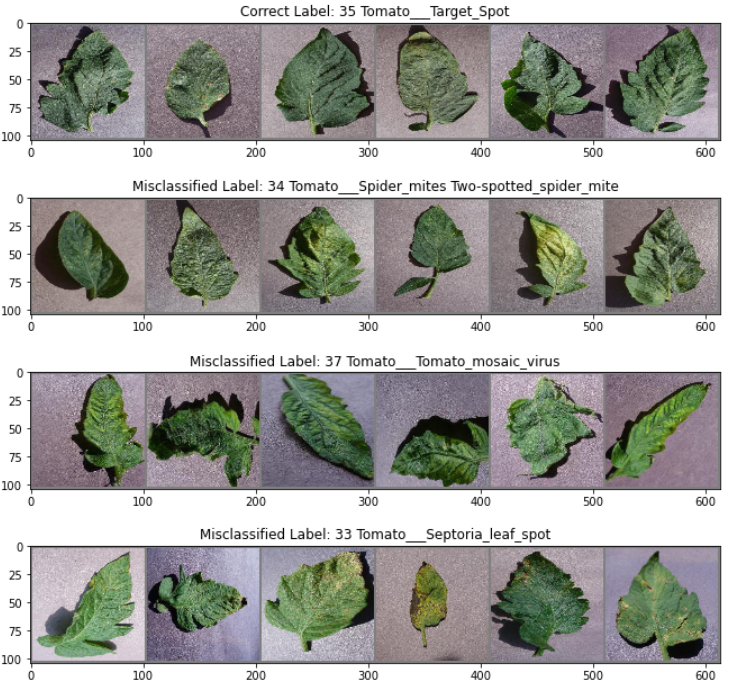 Correct Label: 35 Tomato___Target_Spot
0
25
50
75
100
0 100 200 300 400 500 600
Misclassified Label: 34 Tomato___Spider_mites Two-spotted_spider_mite
0
25
50
75
100
0 100 200 300 400 500 600
Misclassified Label: 37 Tomato___Tomato_mosaic_virus
0
25
50
75
100
0 100 200 300 400 500 600
Misclassified Label: 33 Tomato___Septoria_leaf_spot
0
25
50
75
100
0 100 200 300 400 500 600